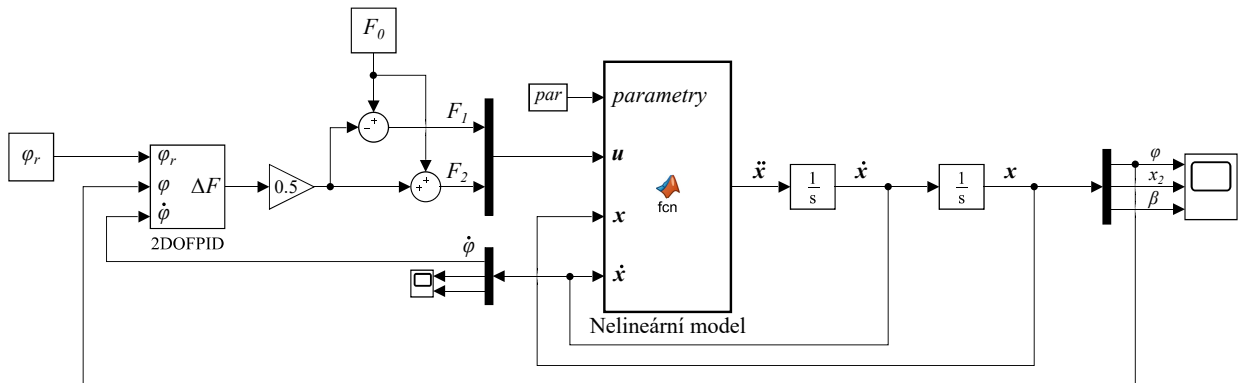 F₀
par
parametry
F₁
- +
φᵣ
φᵣ
φ
φ̇
ΔF
0.5
+ +
F₂
u
fcn
ẍ
1
s
ẋ
1
s
x
φ
x₂
β
2DOFPID
φ̇
x
ẋ
Nelineární model